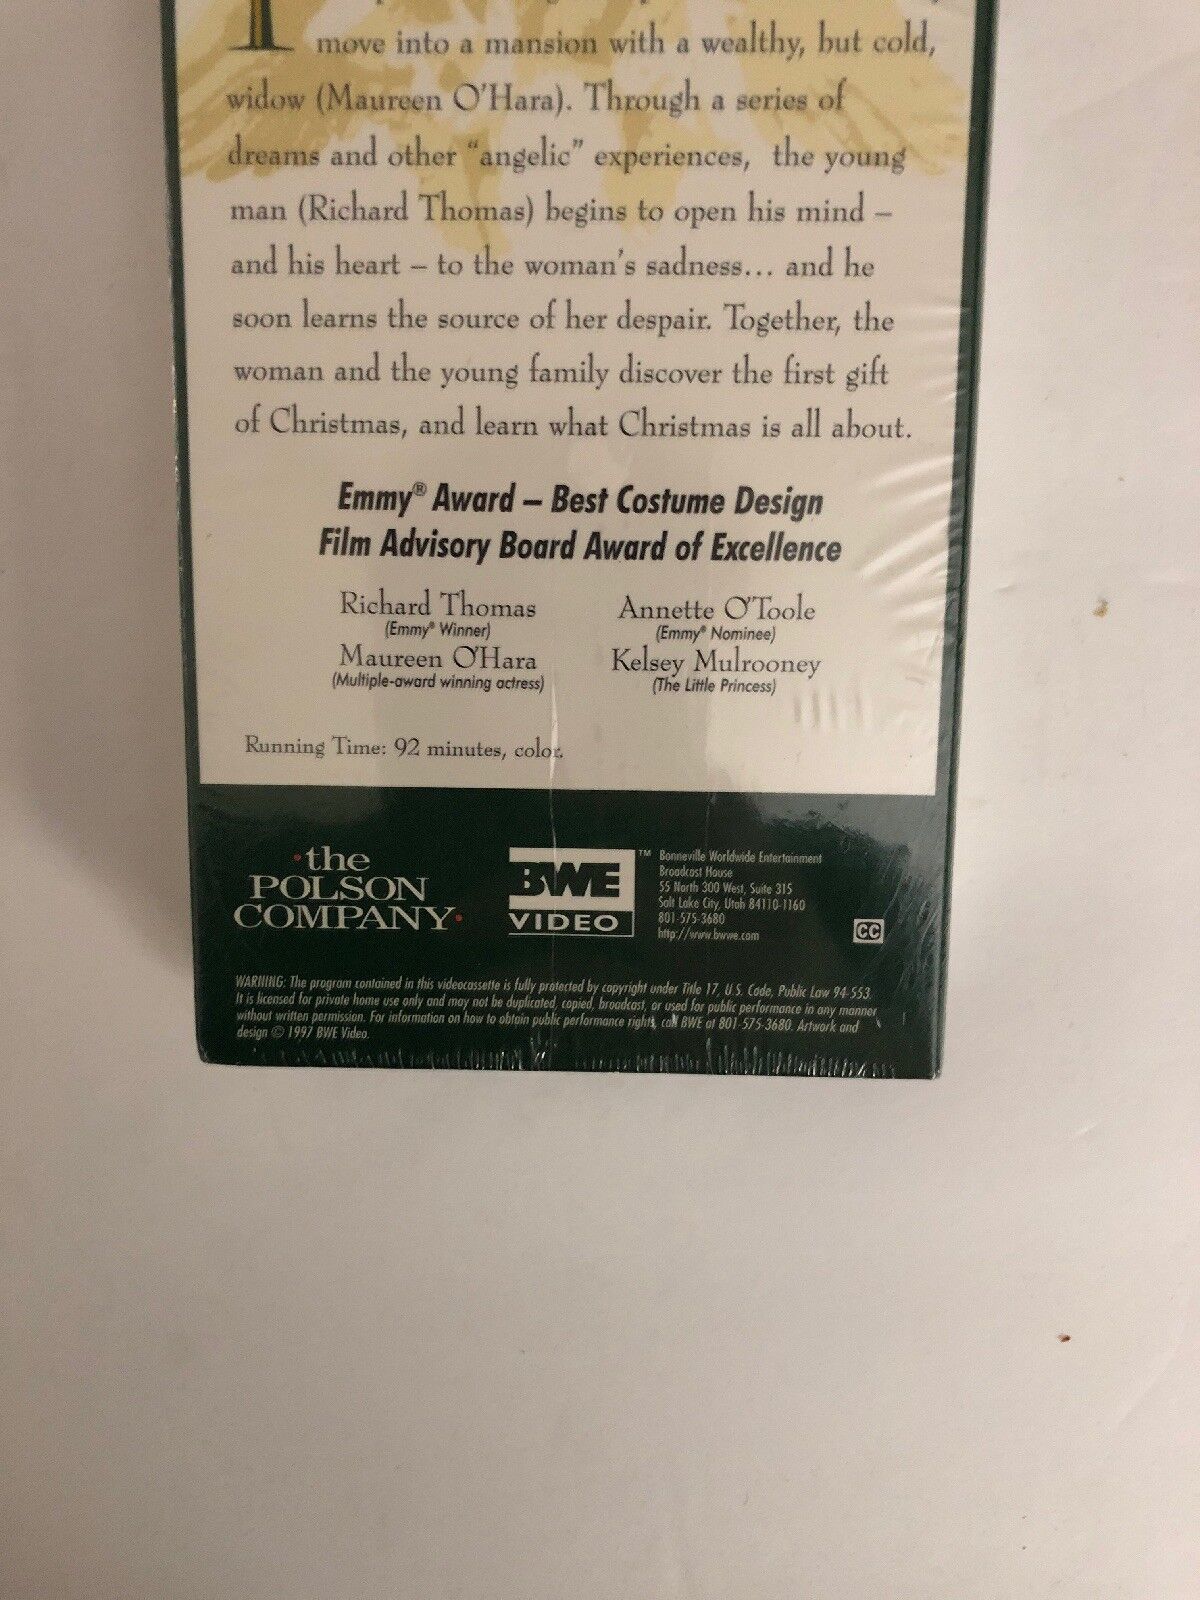 move into a mansion with a wealthy, but cold,
widow (Maureen O'Hara). Through a series of
dreams and other “angelic” experiences, the young
man (Richard Thomas) begins to open his mind –
and his heart – to the woman's sadness... and he
soon learns the source of her despair. Together, the
woman and the young family discover the first gift
of Christmas, and learn what Christmas is all about.
Emmy® Award – Best Costume Design
Film Advisory Board Award of Excellence
Richard Thomas
(Emmy® Winner)
Maureen O'Hara
(Multiple-award winning actress)
Annette O'Toole
(Emmy® Nominee)
Kelsey Mulrooney
(The Little Princess)
Running Time: 92 minutes, color.
the
POLSON
COMPANY
BWE ™
VIDEO
Bonneville Worldwide Entertainment
Broadcast House
55 North 300 West, Suite 315
Salt Lake City, Utah 84110-1160
801-575-3680
http://www.bwwe.com
CC
WARNING: The program contained in this videocassette is fully protected by copyright under Title 17, U.S. Code, Public Law 94-553.
It is licensed for private home use only and may not be duplicated, copied, broadcast, or used for public performance in any manner
without written permission. For information on how to obtain public performance rights, call BWE at 801-575-3680. Artwork and
design © 1997 BWE Video.